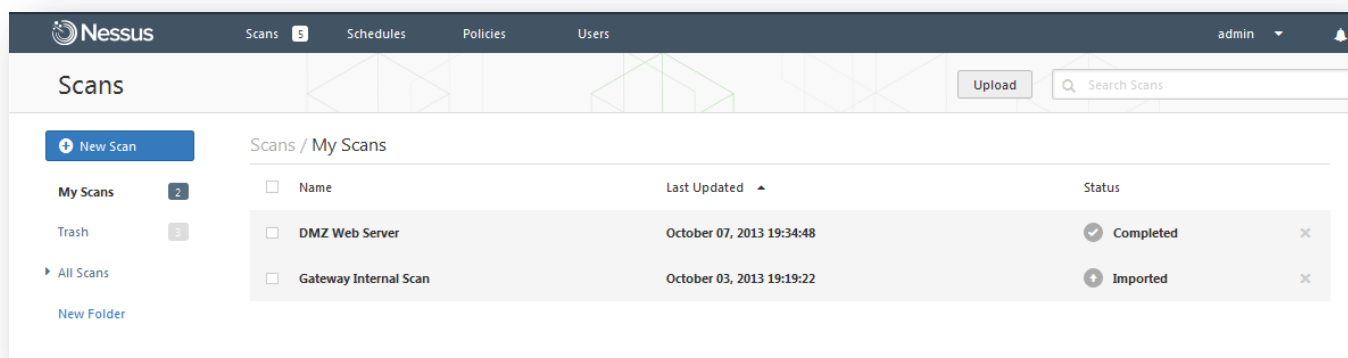 Nessus Scans 5 Schedules Policies Users admin
Scans Upload Search Scans
New Scan Scans / My Scans
My Scans 2 Name Last Updated Status
Trash 3 DMZ Web Server October 07, 2013 19:34:48 Completed
All Scans Gateway Internal Scan October 03, 2013 19:19:22 Imported
New Folder